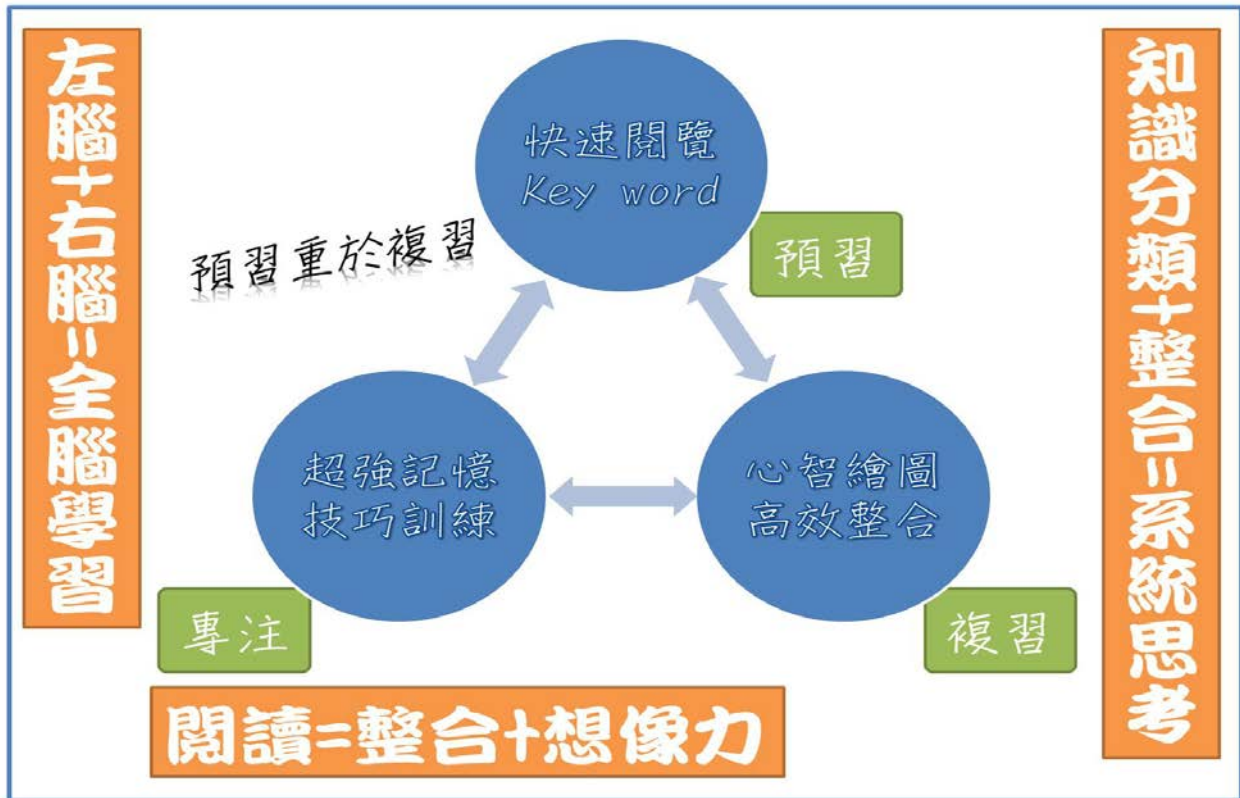 左腦+右腦=全腦學習
知識分類+整合=系統思考
快速閱覽
Key word
預習重於複習
預習
超強記憶
技巧訓練
心智繪圖
高效整合
專注
複習
閱讀=整合+想像力